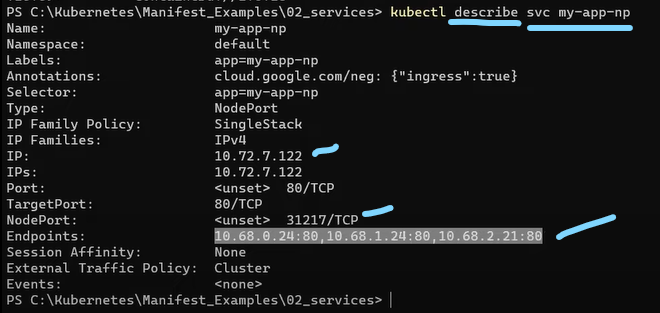 PS C:\Kubernetes\Manifest_Examples\02_services> kubectl describe svc my-app-np
Name: my-app-np
Namespace: default
Labels: app=my-app-np
Annotations: cloud.google.com/neg: {"ingress":true}
Selector: app=my-app-np
Type: NodePort
IP Family Policy: SingleStack
IP Families: IPv4
IP: 10.72.7.122
IPs: 10.72.7.122
Port: <unset> 80/TCP
TargetPort: 80/TCP
NodePort: <unset> 31217/TCP
Endpoints: 10.68.0.24:80,10.68.1.24:80,10.68.2.21:80
Session Affinity: None
External Traffic Policy: Cluster
Events: <none>
PS C:\Kubernetes\Manifest_Examples\02_services>